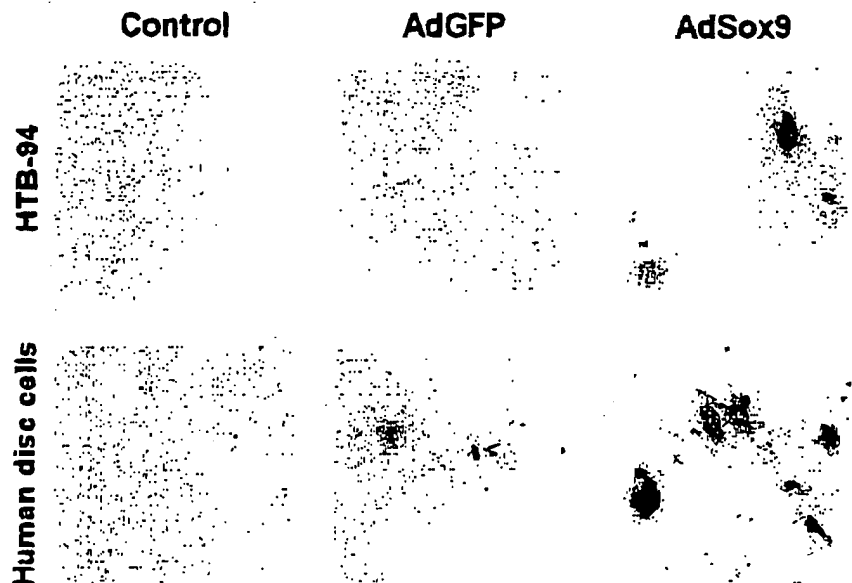 Control
AdGFP
AdSox9
HTB-94
Human disc cells